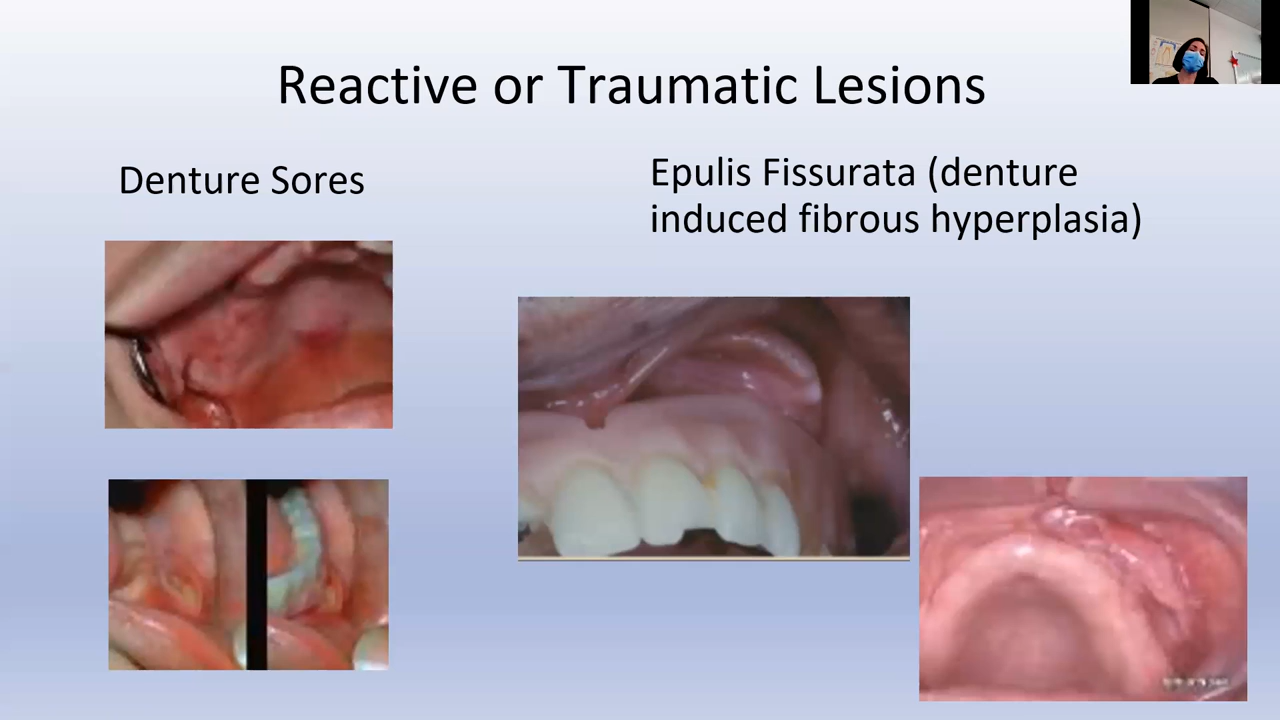 Reactive or Traumatic Lesions
Denture Sores
Epulis Fissurata (denture
induced fibrous hyperplasia)